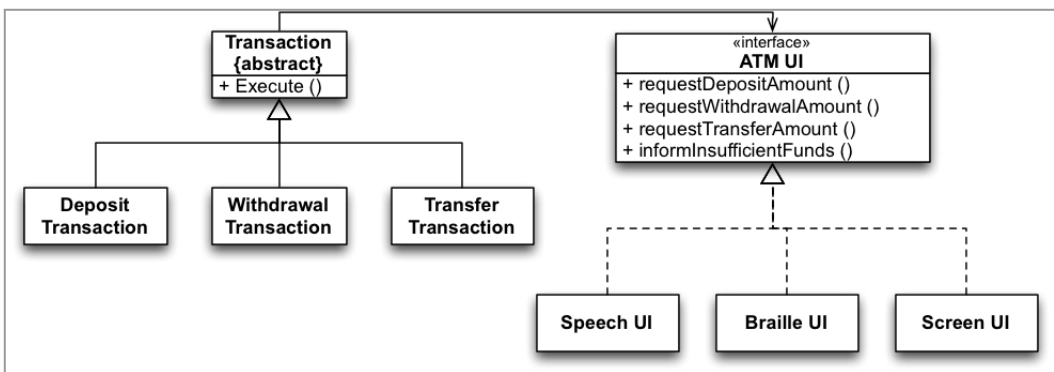 Transaction
{abstract}
+ Execute ()
«interface»
ATM UI
+ requestDepositAmount ()
+ requestWithdrawalAmount ()
+ requestTransferAmount ()
+ informInsufficientFunds ()
Deposit
Transaction
Withdrawal
Transaction
Transfer
Transaction
Speech UI
Braille UI
Screen UI